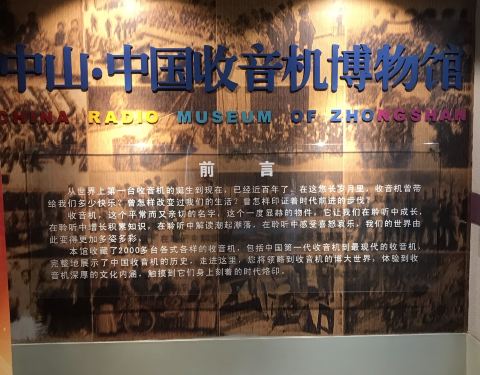 中山·中国收音机博物馆
CHINA RADIO MUSEUM OF ZHONGSHAN
前 言
从世界上第一台收音机的诞生到现在，已经近百年了，在这悠长岁月里，收音机曾带
给我们多少快乐？曾怎样改变过我们的生活？曾怎样印证着时代前进的步伐？
收音机，这个平常而又亲切的名字，这个一度显赫的物件，它让我们在聆听中成长，
在聆听中增长积累知识，在聆听中解读潮起潮落，在聆听中感受喜怒哀乐，我们的世界由
此变得更加多姿多彩。
本馆收藏了2000多台各式各样的收音机，包括中国第一代收音机到最现代的收音机，
完整地展示了中国收音机的历史，走进这里，您将领略到收音机的博大世界，体验到收
音机深厚的文化内涵，触摸到它们身上刻着的时代烙印。